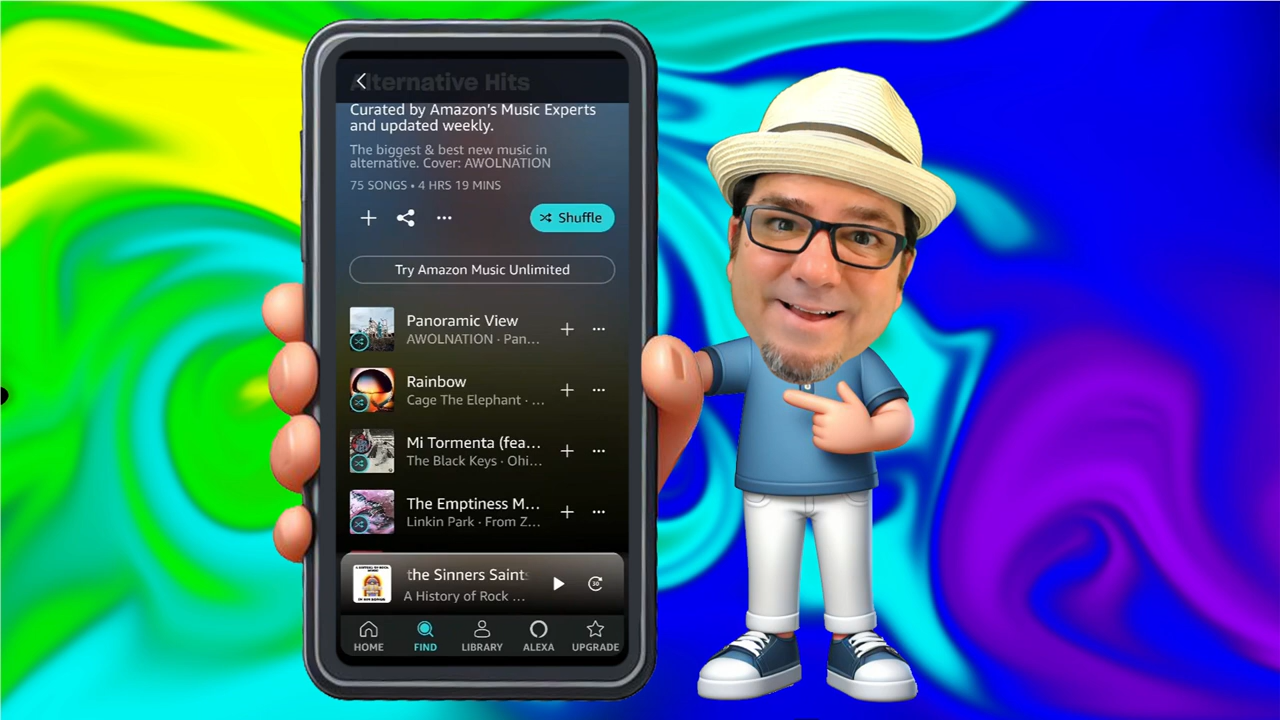 Alternative Hits
Curated by Amazon's Music Experts
and updated weekly.
The biggest & best new music in
alternative. Cover: AWOLNATION
75 SONGS • 4 HRS 19 MINS
Shuffle
Try Amazon Music Unlimited
Panoramic View
AWOLNATION · Pan...
Rainbow
Cage The Elephant · ...
Mi Tormenta (fea...
The Black Keys · Ohi...
The Emptiness M...
Linkin Park · From Z...
the Sinners Saint
A History of Rock ...
30
HOME FIND LIBRARY ALEXA UPGRADE